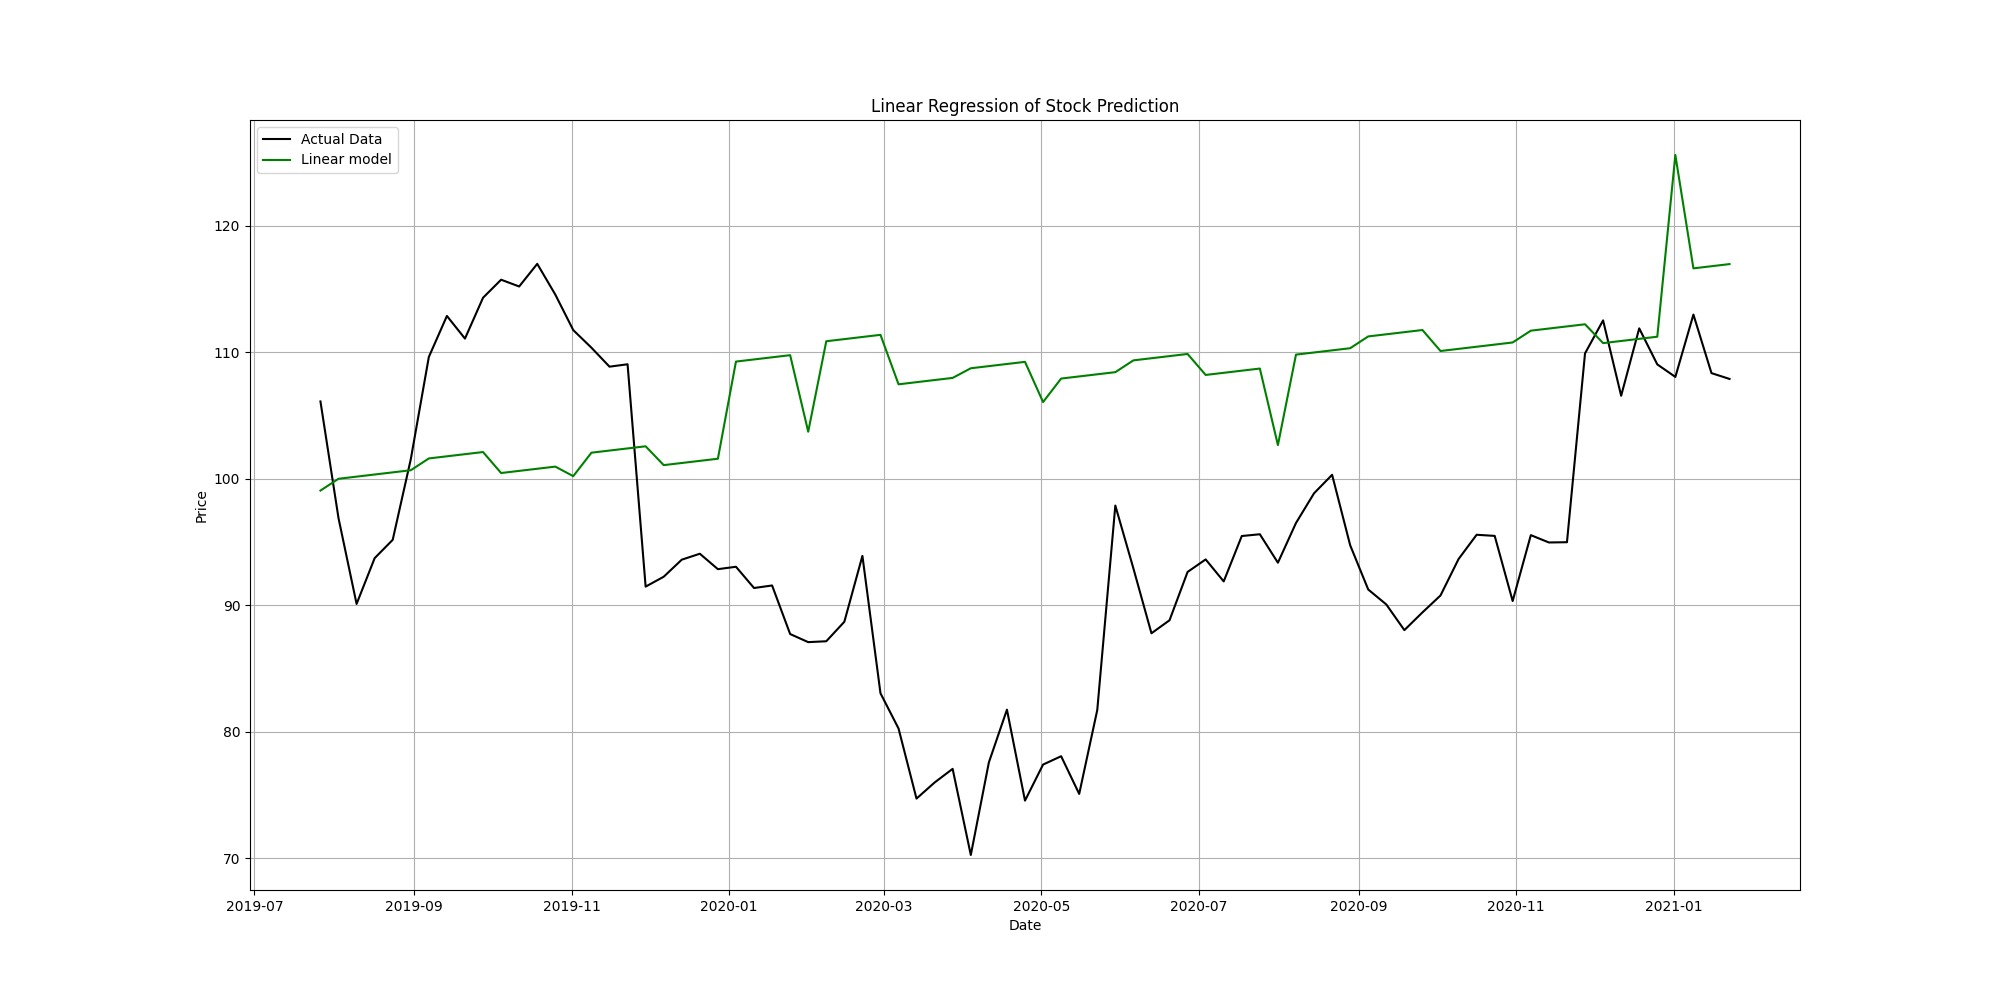 Linear Regression of Stock Prediction
Actual Data
Linear model
Price
120
110
100
90
80
70
2019-07 2019-09 2019-11 2020-01 2020-03 2020-05 2020-07 2020-09 2020-11 2021-01
Date